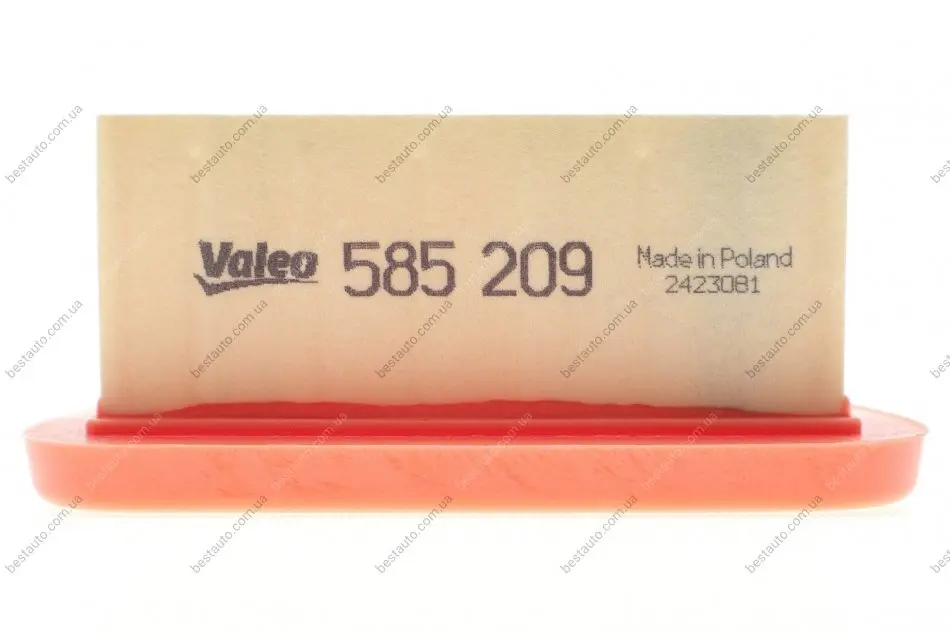 Valeo 585 209
Made in Poland
2423081
bestauto.com.ua